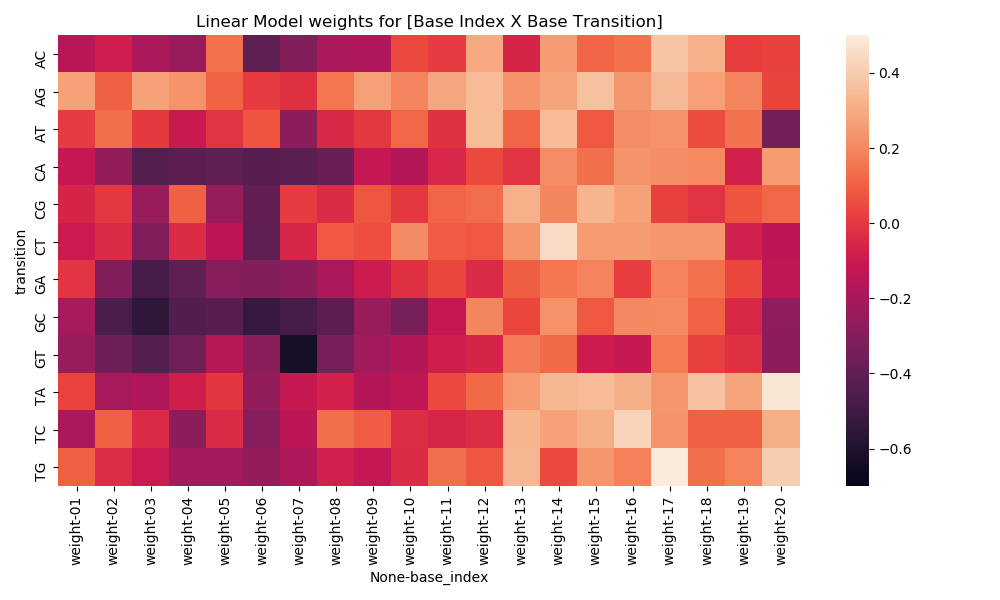 Linear Model weights for [Base Index X Base Transition]
transition
AC
AG
AT
CA
CG
CT
GA
GC
GT
TA
TC
TG
weight-01
weight-02
weight-03
weight-04
weight-05
weight-06
weight-07
weight-08
weight-09
weight-10
weight-11
weight-12
weight-13
weight-14
weight-15
weight-16
weight-17
weight-18
weight-19
weight-20
None-base_index
0.4
0.2
0.0
−0.2
−0.4
−0.6